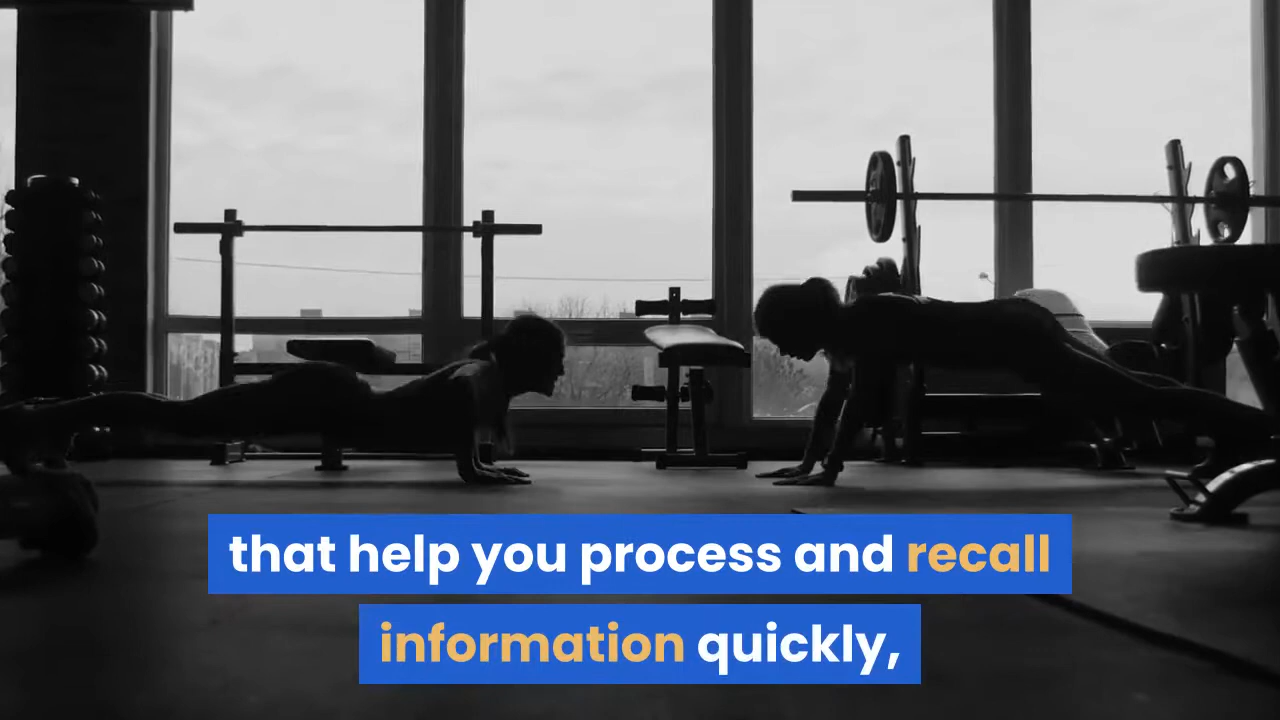 that help you process and recall
information quickly,